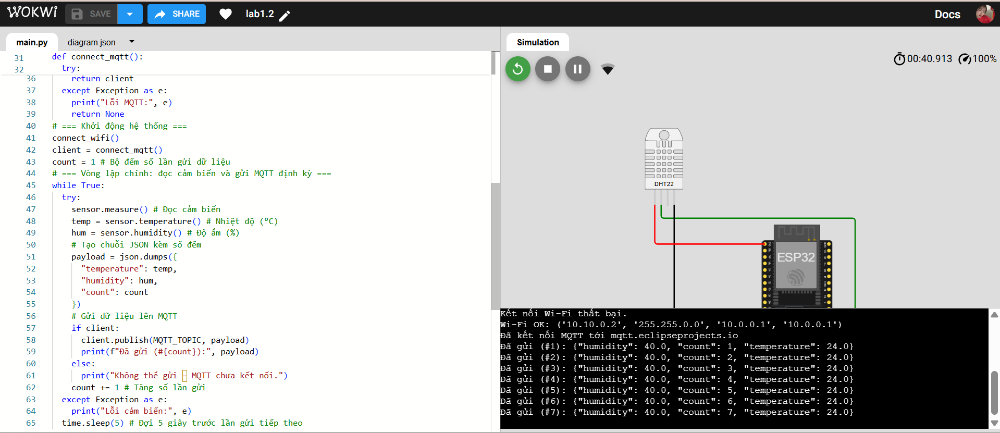 WOKWi SAVE SHARE lab1.2 Docs
main.py diagram.json
31 def connect_mqtt():
32 try:
36 return client
37 except Exception as e:
38 print("Lỗi MQTT:", e)
39 return None
40 # === Khởi động hệ thống ===
41 connect_wifi()
42 client = connect_mqtt()
43 count = 1 # Bộ đếm số lần gửi dữ liệu
44 # === Vòng lặp chính: đọc cảm biến và gửi MQTT định kỳ ===
45 while True:
46 try:
47 sensor.measure() # Đọc cảm biến
48 temp = sensor.temperature() # Nhiệt độ (°C)
49 hum = sensor.humidity() # Độ ẩm (%)
50 # Tạo chuỗi JSON kèm số đếm
51 payload = json.dumps({
52 "temperature": temp,
53 "humidity": hum,
54 "count": count
55 })
56 # Gửi dữ liệu lên MQTT
57 if client:
58 client.publish(MQTT_TOPIC, payload)
59 print(f"Đã gửi (#{count}):", payload)
60 else:
61 print("Không thể gửi – MQTT chưa kết nối.")
62 count += 1 # Tăng số lần gửi
63 except Exception as e:
64 print("Lỗi cảm biến:", e)
65 time.sleep(5) # Đợi 5 giây trước lần gửi tiếp theo
Simulation
00:40.913 100%
DHT22
ESP32
Kết nối Wi-Fi thất bại.
Wi-Fi OK: ('10.10.0.2', '255.255.0.0', '10.0.0.1', '10.0.0.1')
Đã kết nối MQTT tới mqtt.eclipseprojects.io
Đã gửi (#1): {"humidity": 40.0, "count": 1, "temperature": 24.0}
Đã gửi (#2): {"humidity": 40.0, "count": 2, "temperature": 24.0}
Đã gửi (#3): {"humidity": 40.0, "count": 3, "temperature": 24.0}
Đã gửi (#4): {"humidity": 40.0, "count": 4, "temperature": 24.0}
Đã gửi (#5): {"humidity": 40.0, "count": 5, "temperature": 24.0}
Đã gửi (#6): {"humidity": 40.0, "count": 6, "temperature": 24.0}
Đã gửi (#7): {"humidity": 40.0, "count": 7, "temperature": 24.0}